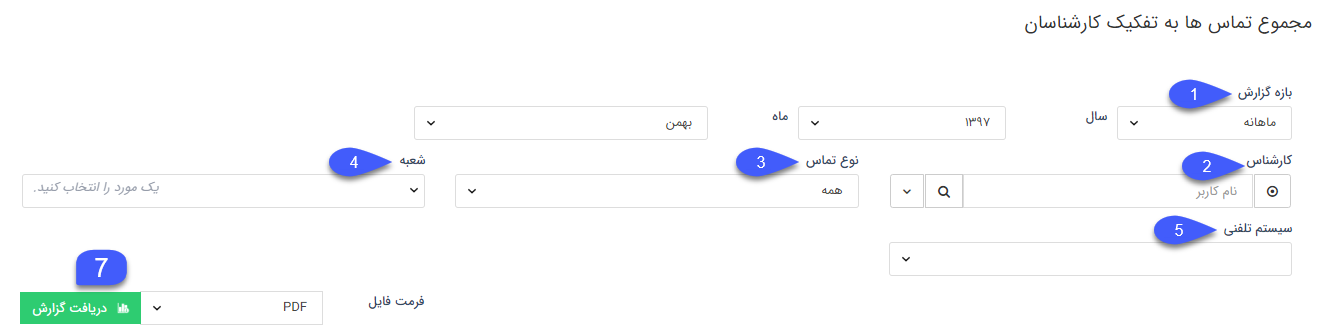 مجموع تماس ها به تفکیک کارشناسان
بازه گزارش 1
ماهانه سال ۱۳۹۷ ماه بهمن
کارشناس 2 نوع تماس 3 شعبه 4
نام کاربر همه یک مورد را انتخاب کنید.
سیستم تلفنی 5
7
فرمت فایل PDF دریافت گزارش